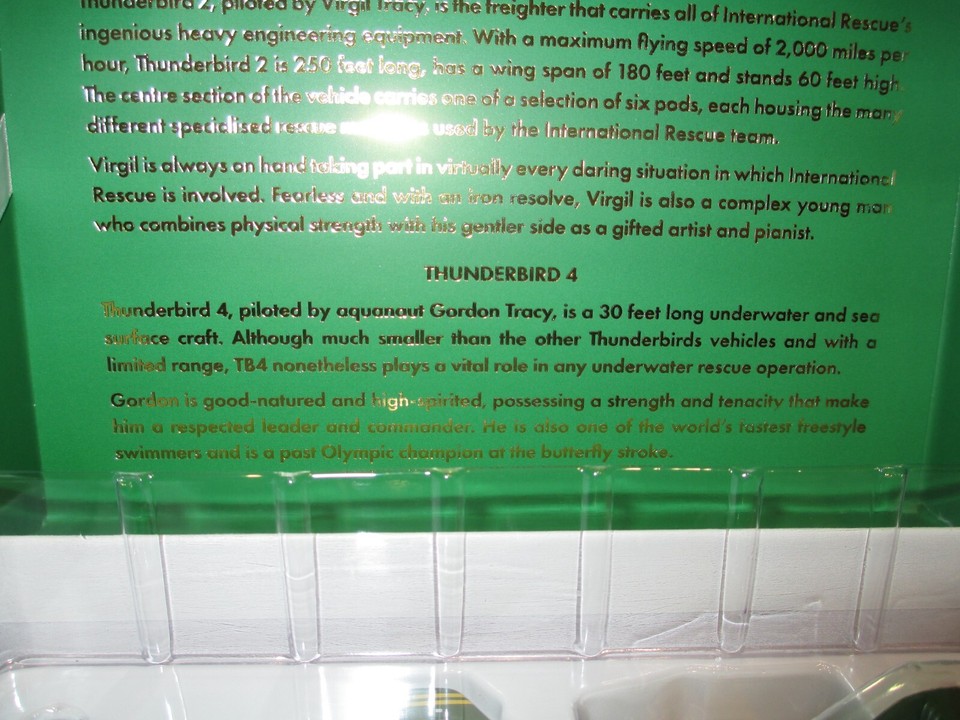 Thunderbird 2, piloted by Virgil Tracy, is the freighter that carries all of International Rescue's
ingenious heavy engineering equipment. With a maximum flying speed of 2,000 miles per
hour, Thunderbird 2 is 250 feet long, has a wing span of 180 feet and stands 60 feet high.
The centre section of the vehicle carries one of a selection of six pods, each housing the many
different specialised rescue used by the International Rescue team.
Virgil is always on hand taking part in virtually every daring situation in which International
Rescue is involved. Fearless and with an iron resolve, Virgil is also a complex young man
who combines physical strength with his gentler side as a gifted artist and pianist.
THUNDERBIRD 4
Thunderbird 4, piloted by aquanaut Gordon Tracy, is a 30 feet long underwater and sea
surface craft. Although much smaller than the other Thunderbirds vehicles and with a
limited range, TB4 nonetheless plays a vital role in any underwater rescue operation.
Gordon is good-natured and high-spirited, possessing a strength and tenacity that make
him a respected leader and commander. He is also one of the world's fastest freestyle
swimmers and is a past Olympic champion at the butterfly stroke.